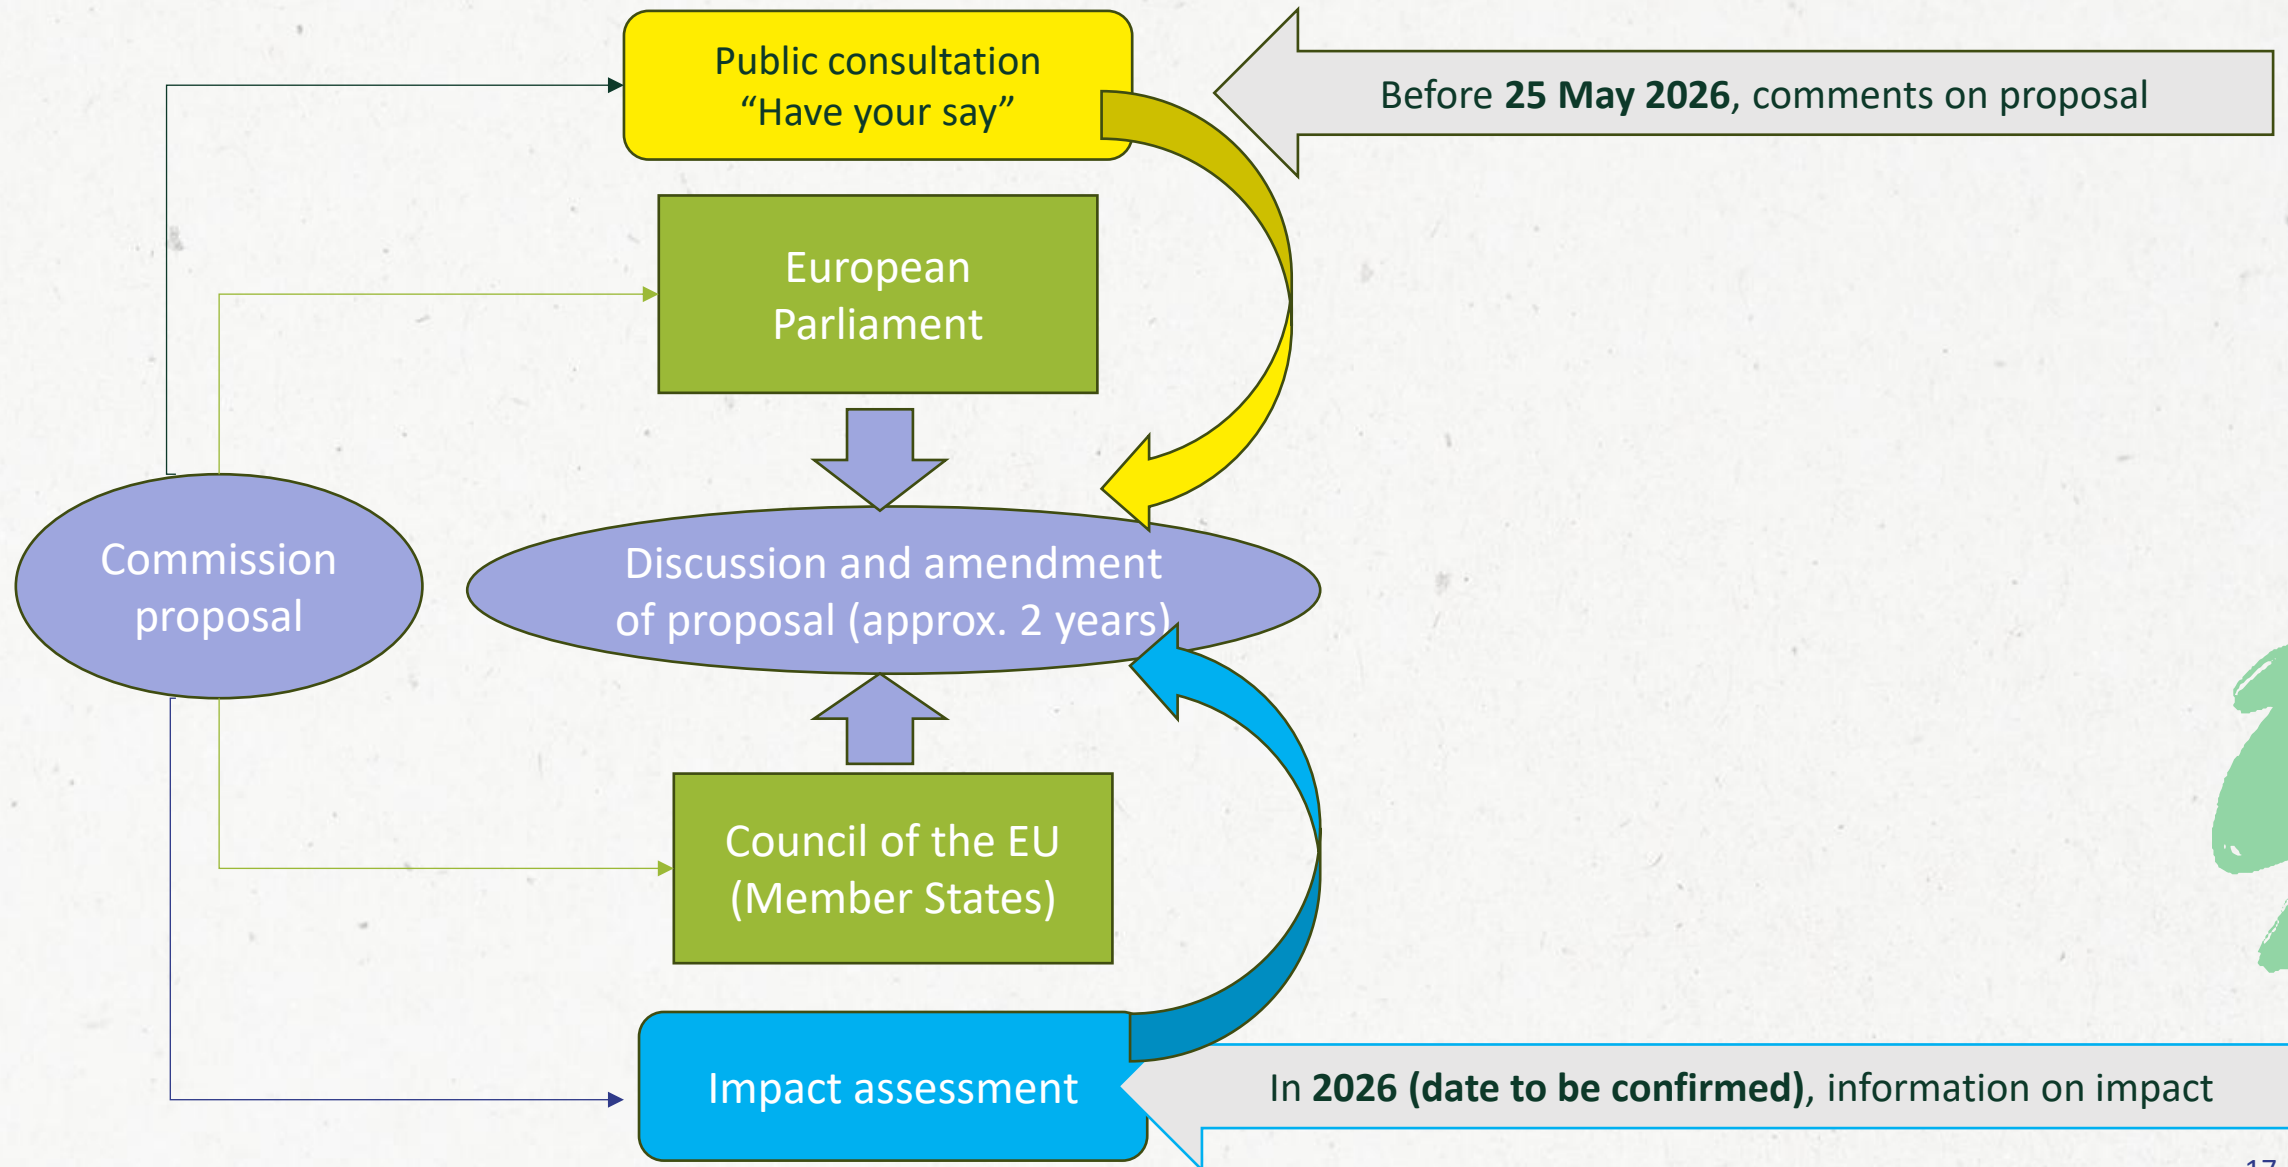 Public consultation
“Have your say”
Before 25 May 2026, comments on proposal
European
Parliament
Commission
proposal
Discussion and amendment
of proposal (approx. 2 years)
Council of the EU
(Member States)
Impact assessment
In 2026 (date to be confirmed), information on impact
17